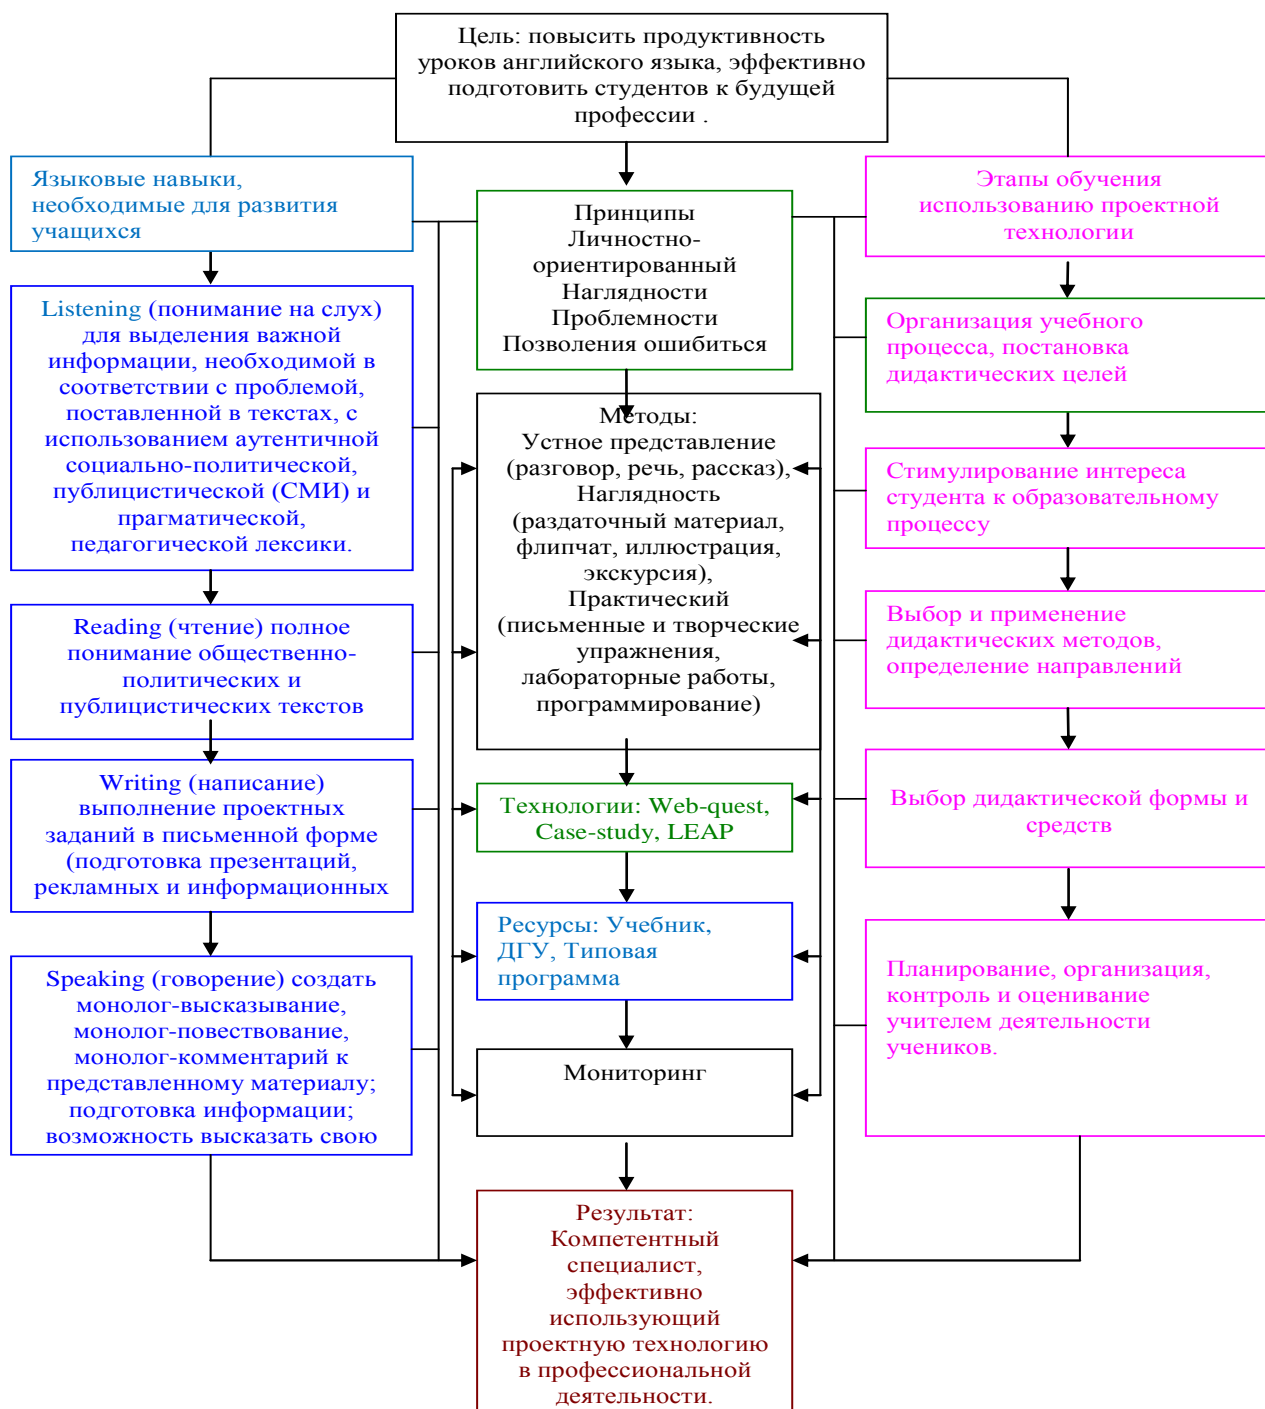 Цель: повысить продуктивность
уроков английского языка, эффективно
подготовить студентов к будущей
профессии .
Языковые навыки,
необходимые для развития
учащихся
Listening (понимание на слух)
для выделения важной
информации, необходимой в
соответствии с проблемой,
поставленной в текстах, с
использованием аутентичной
социально-политической,
публицистической (СМИ) и
прагматической,
педагогической лексики.
Reading (чтение) полное
понимание общественно-
политических и
публицистических текстов
Writing (написание)
выполнение проектных
заданий в письменной форме
(подготовка презентаций,
рекламных и информационных
Speaking (говорение) создать
монолог-высказывание,
монолог-повествование,
монолог-комментарий к
представленному материалу;
подготовка информации;
возможность высказать свою
Принципы
Личностно-
ориентированный
Наглядности
Проблемности
Позволения ошибиться
Методы:
Устное представление
(разговор, речь, рассказ),
Наглядность
(раздаточный материал,
флипчат, иллюстрация,
экскурсия),
Практический
(письменные и творческие
упражнения,
лабораторные работы,
программирование)
Технологии: Web-quest,
Case-study, LEAP
Ресурсы: Учебник,
ДГУ, Типовая
программа
Мониторинг
Результат:
Компетентный
специалист,
эффективно
использующий
проектную технологию
в профессиональной
деятельности.
Этапы обучения
использованию проектной
технологии
Организация учебного
процесса, постановка
дидактических целей
Стимулирование интереса
студента к образовательному
процессу
Выбор и применение
дидактических методов,
определение направлений
Выбор дидактической формы и
средств
Планирование, организация,
контроль и оценивание
учителем деятельности
учеников.